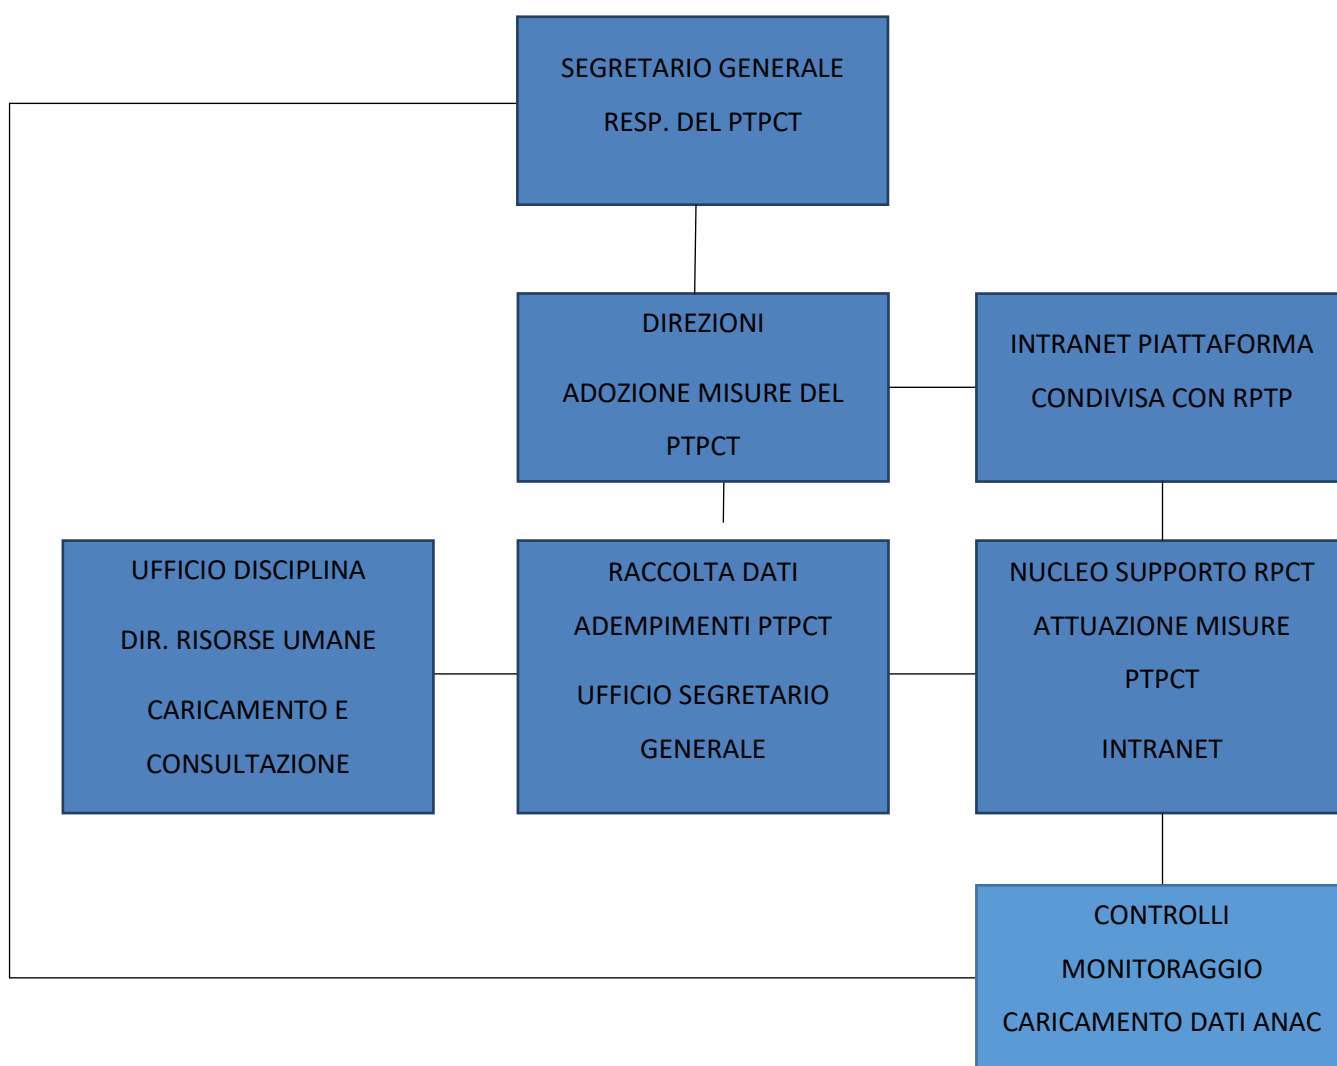 SEGRETARIO GENERALE
RESP. DEL PTPCT
DIREZIONI
ADOZIONE MISURE DEL
PTPCT
INTRANET PIATTAFORMA
CONDIVISA CON RPTP
UFFICIO DISCIPLINA
DIR. RISORSE UMANE
CARICAMENTO E
CONSULTAZIONE
RACCOLTA DATI
ADEMPIMENTI PTPCT
UFFICIO SEGRETARIO
GENERALE
NUCLEO SUPPORTO RPCT
ATTUAZIONE MISURE
PTPCT
INTRANET
CONTROLLI
MONITORAGGIO
CARICAMENTO DATI ANAC